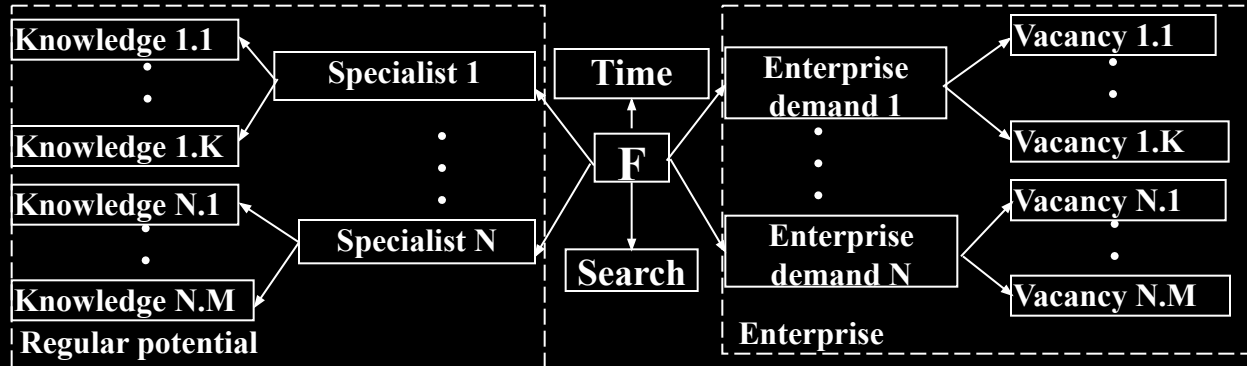 Knowledge 1.1
Knowledge 1.K
Knowledge N.1
Knowledge N.M
Regular potential
Specialist 1
Specialist N
Time
F
Search
Enterprise
demand 1
Enterprise
demand N
Vacancy 1.1
Vacancy 1.K
Vacancy N.1
Vacancy N.M
Enterprise